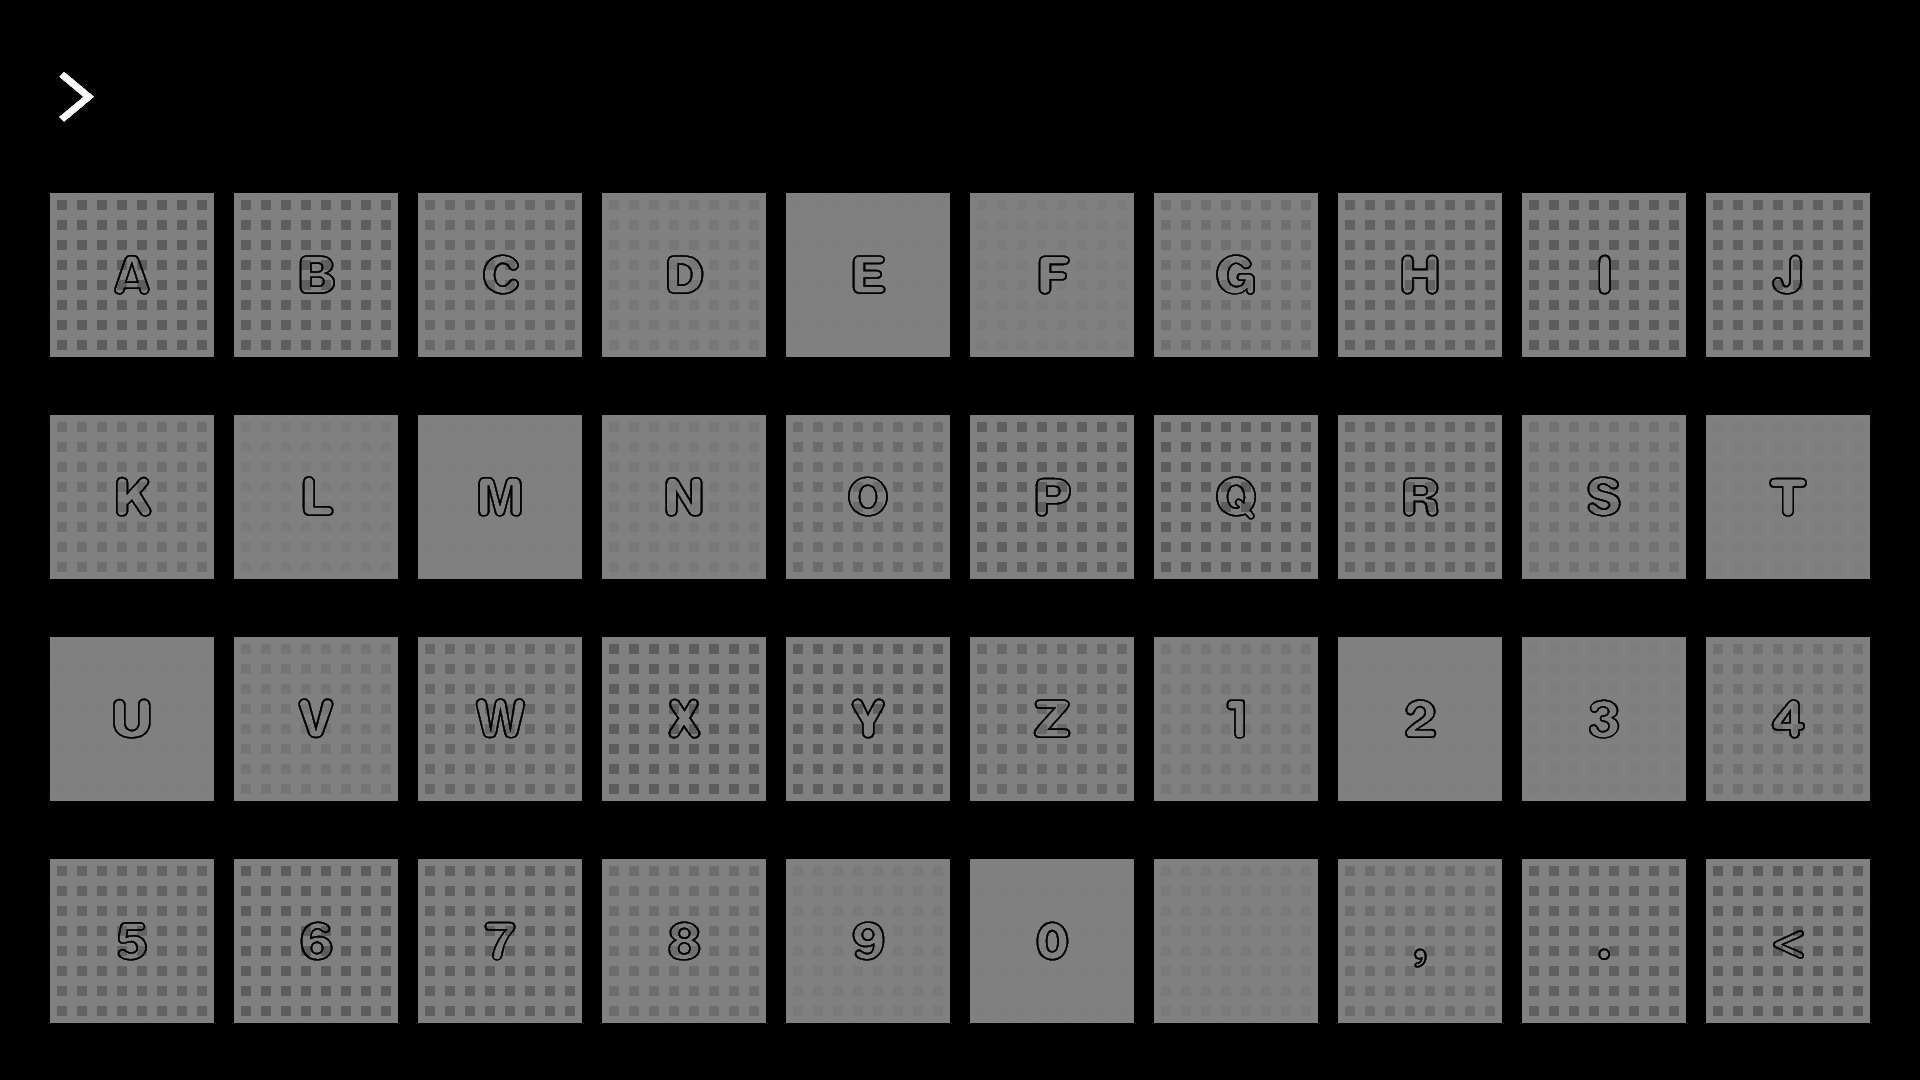 >
A B C D E F G H I J
K L M N O P Q R S T
U V W X Y Z 1 2 3 4
5 6 7 8 9 0 , . <